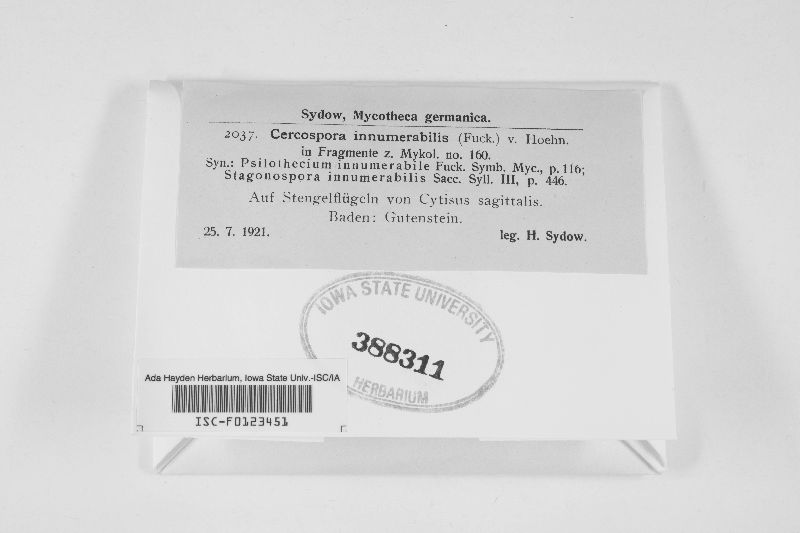 Sydow, Mycotheca germanica.
2037. Cercospora innumerabilis (Fuck.) v. Hoehn.
in Fragmente z. Mykol. no. 160.
Syn.: Psilothecium innumerabile Fuck. Symb. Myc., p. 116;
Stagonospora innumerabilis Sacc. Syll. III, p. 446.
Auf Stengelflügeln von Cytisus sagittalis.
Baden: Gutenstein.
25. 7. 1921. leg. H. Sydow.
IOWA STATE UNIVERSITY
388311
HERBARIUM
Ada Hayden Herbarium, Iowa State Univ.-ISC/IA
ISC-F0123451